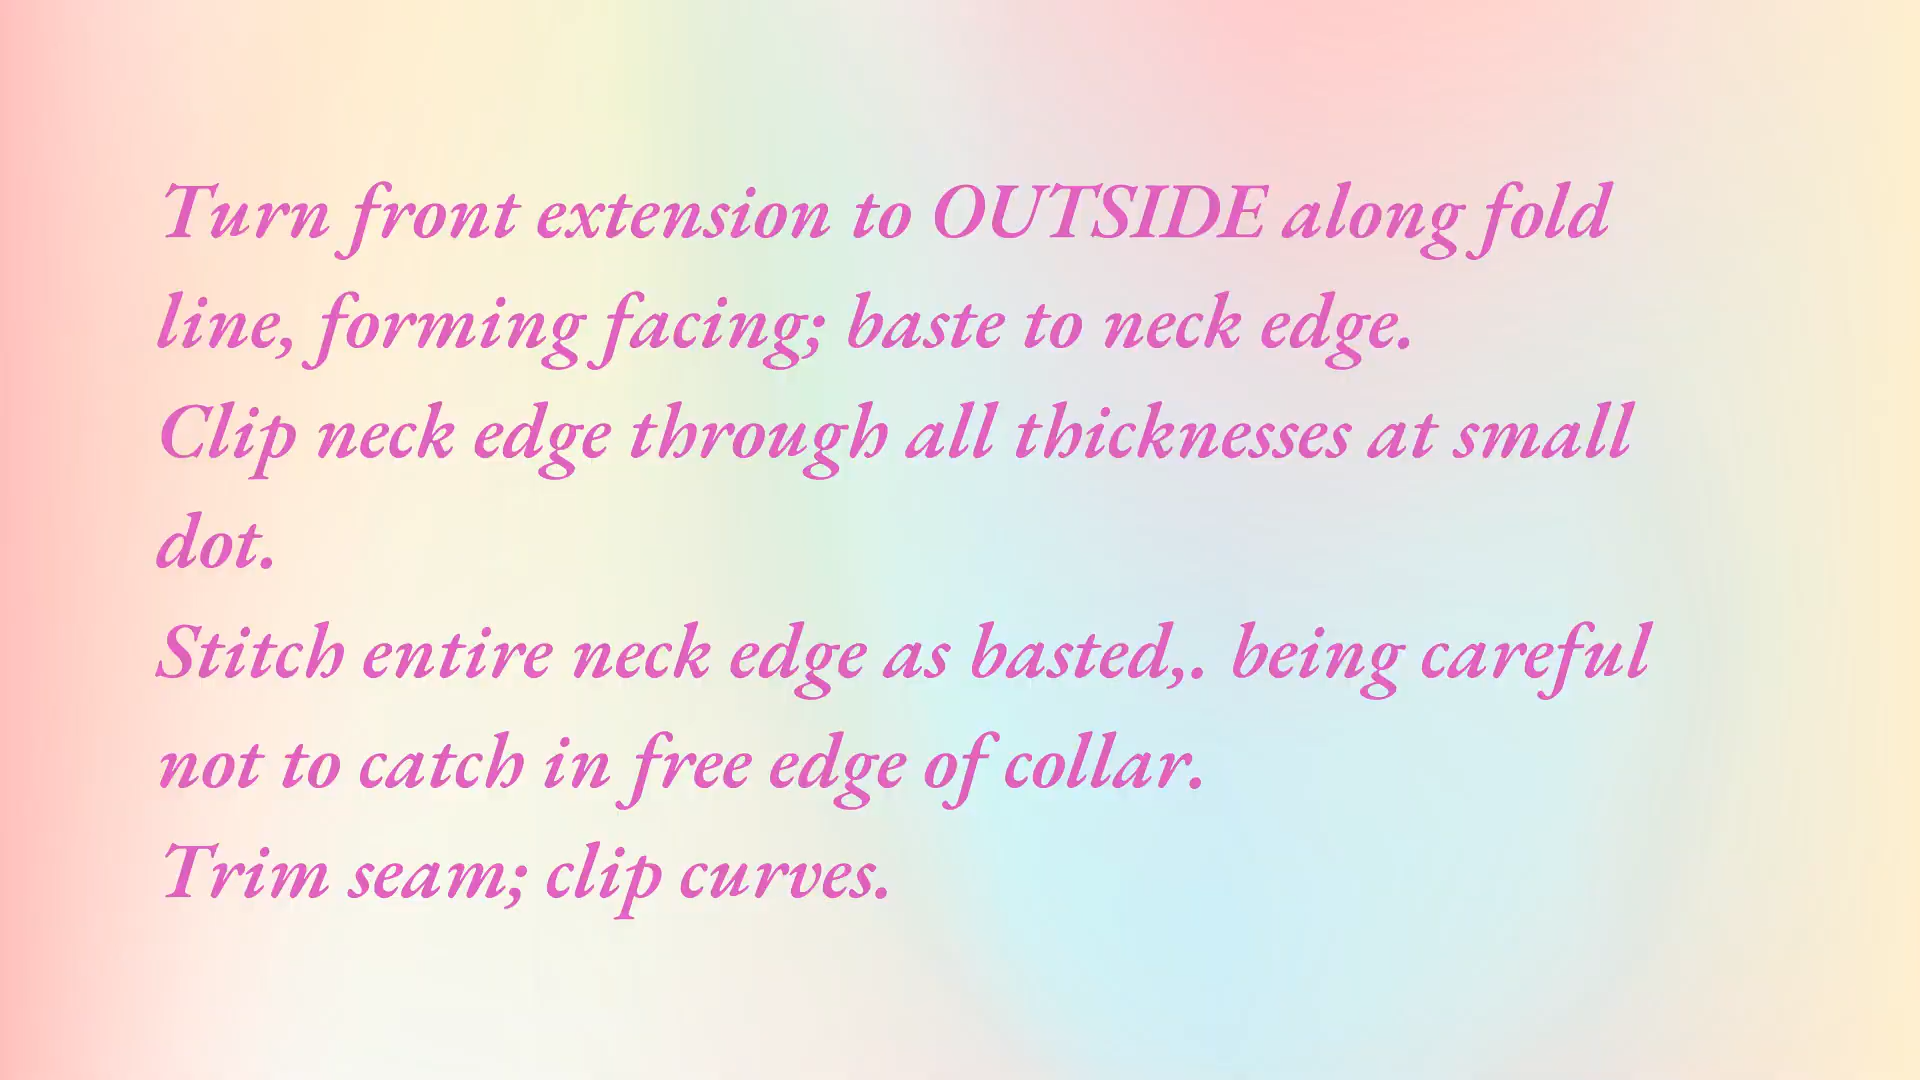 Turn front extension to OUTSIDE along fold
line, forming facing; baste to neck edge.
Clip neck edge through all thicknesses at small
dot.
Stitch entire neck edge as basted,. being careful
not to catch in free edge of collar.
Trim seam; clip curves.